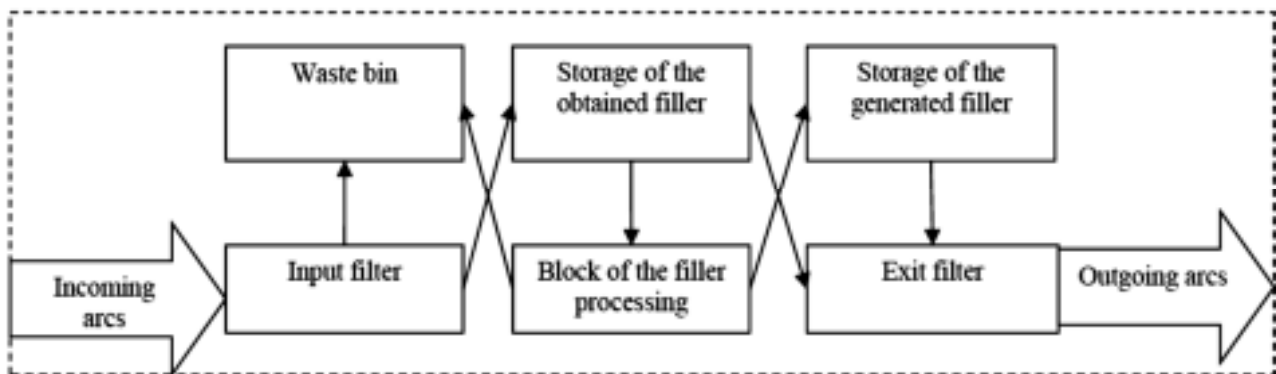 Waste bin
Storage of the
obtained filler
Storage of the
generated filler
Incoming
arcs
Input filter
Block of the filler
processing
Exit filter
Outgoing arcs